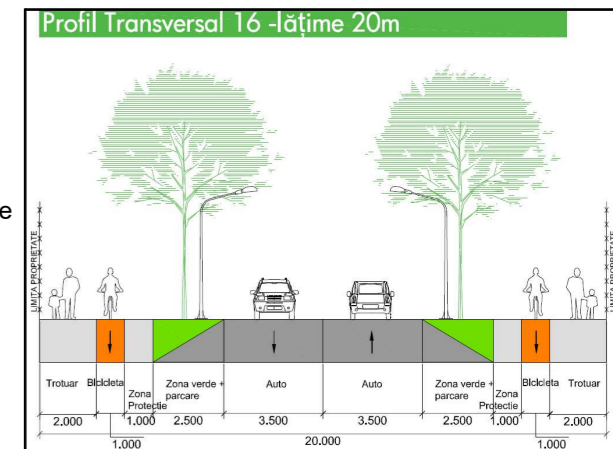 Profil Transversal 16 -lățime 20m
e
LIMITA PROPRIETATE
LIMITA PROPRIETATE
Trotuar
Bicicleta
Zona
Protectie
Zona verde +
parcare
Auto
Auto
Zona verde +
parcare
Zona
Protectie
Bicicleta
Trotuar
2.000
1.000
2.500
3.500
3.500
2.500
1.000
2.000
1.000
20.000
1.000